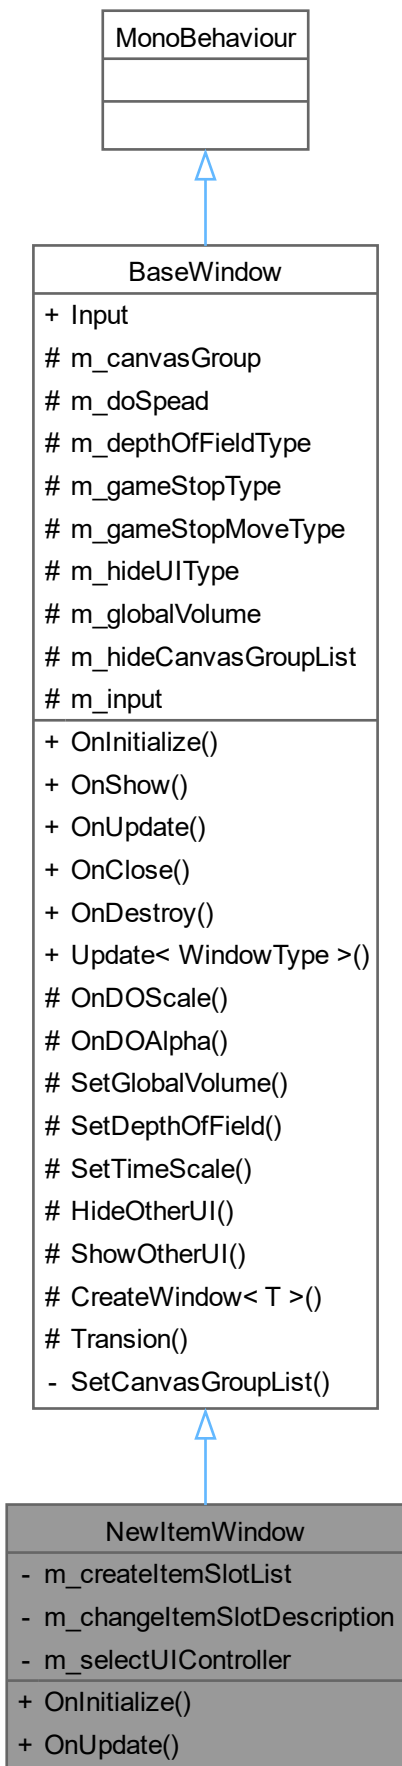 MonoBehaviour
BaseWindow
+ Input
# m_canvasGroup
# m_doSpead
# m_depthOfFieldType
# m_gameStopType
# m_gameStopMoveType
# m_hideUIType
# m_globalVolume
# m_hideCanvasGroupList
# m_input
+ OnInitialize()
+ OnShow()
+ OnUpdate()
+ OnClose()
+ OnDestroy()
+ Update< WindowType >()
# OnDOScale()
# OnDOAlpha()
# SetGlobalVolume()
# SetDepthOfField()
# SetTimeScale()
# HideOtherUI()
# ShowOtherUI()
# CreateWindow< T >()
# Transion()
- SetCanvasGroupList()
NewItemWindow
- m_createItemSlotList
- m_changeItemSlotDescription
- m_selectUIController
+ OnInitialize()
+ OnUpdate()